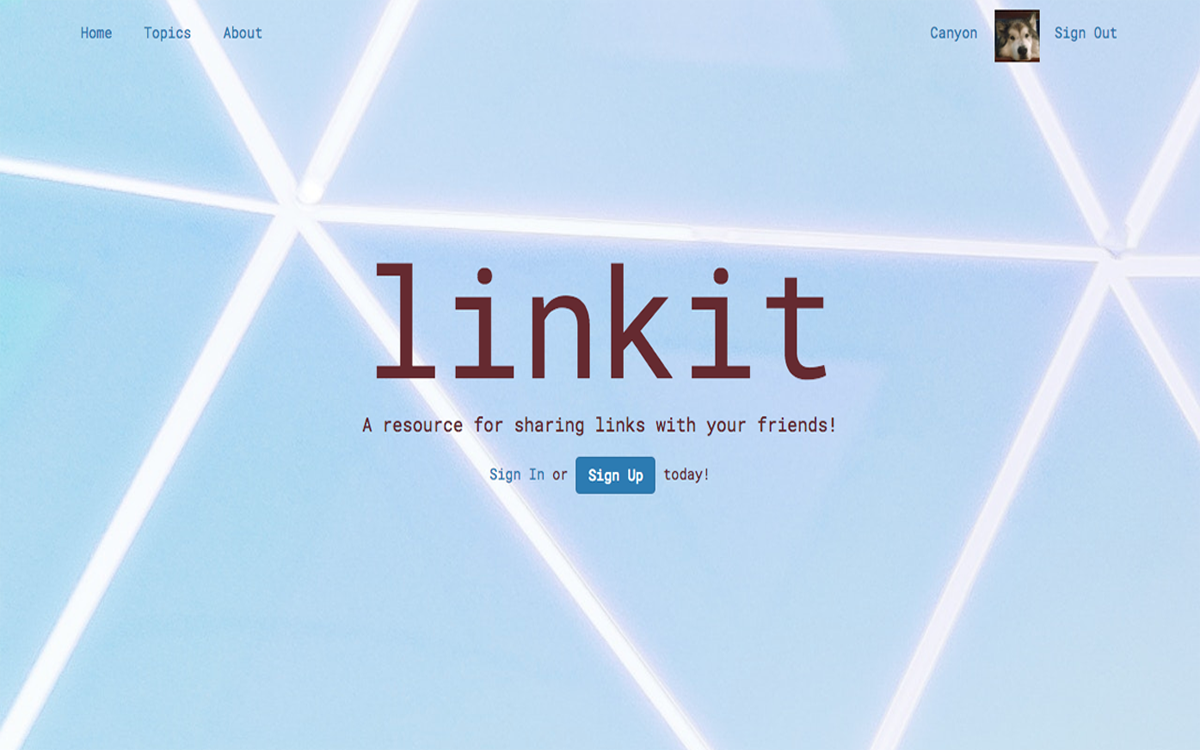 Home Topics About Canyon Sign Out
linkit
A resource for sharing links with your friends!
Sign In or Sign Up today!